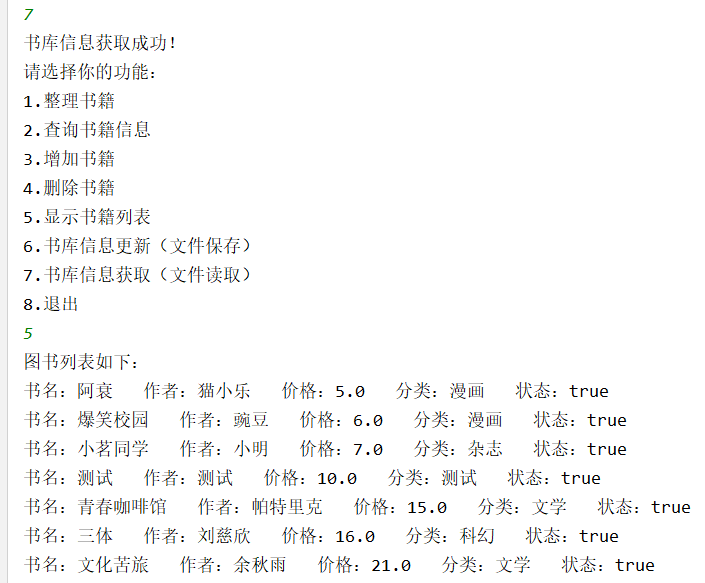 7
书库信息获取成功！
请选择你的功能：
1.整理书籍
2.查询书籍信息
3.增加书籍
4.删除书籍
5.显示书籍列表
6.书库信息更新（文件保存）
7.书库信息获取（文件读取）
8.退出
5
图书列表如下：
书名：阿衰   作者：猫小乐   价格：5.0   分类：漫画   状态：true
书名：爆笑校园   作者：豌豆   价格：6.0   分类：漫画   状态：true
书名：小茗同学   作者：小明   价格：7.0   分类：杂志   状态：true
书名：测试   作者：测试   价格：10.0   分类：测试   状态：true
书名：青春咖啡馆   作者：帕特里克   价格：15.0   分类：文学   状态：true
书名：三体   作者：刘慈欣   价格：16.0   分类：科幻   状态：true
书名：文化苦旅   作者：余秋雨   价格：21.0   分类：文学   状态：true